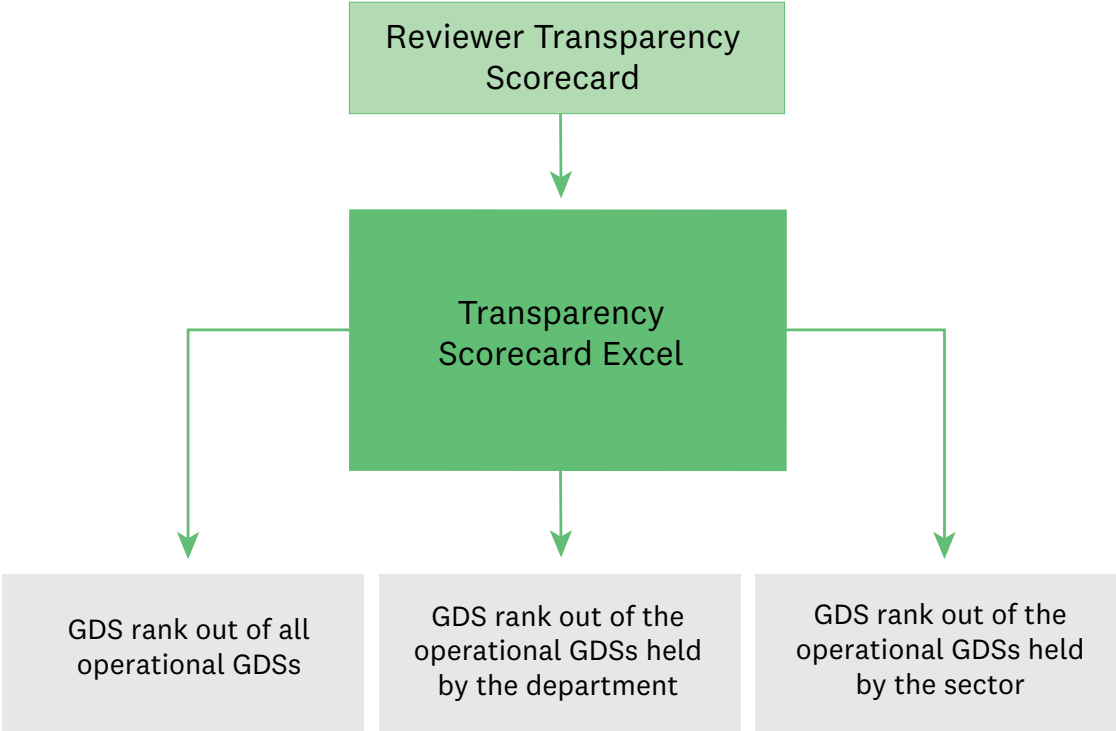 Reviewer Transparency
Scorecard
Transparency
Scorecard Excel
GDS rank out of all
operational GDSs
GDS rank out of the
operational GDSs held
by the department
GDS rank out of the
operational GDSs held
by the sector